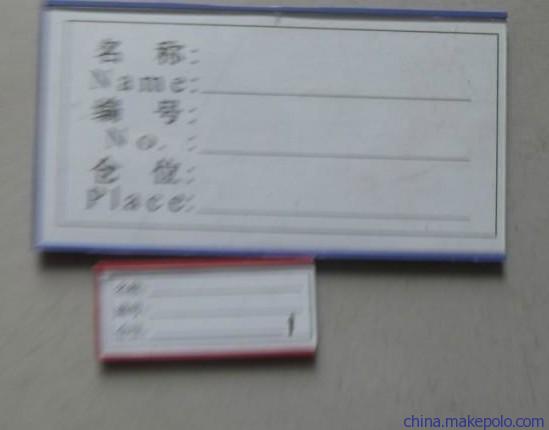 名 称:
Name:
编 号:
No. :
仓 位:
Place:
china.makepolo.com